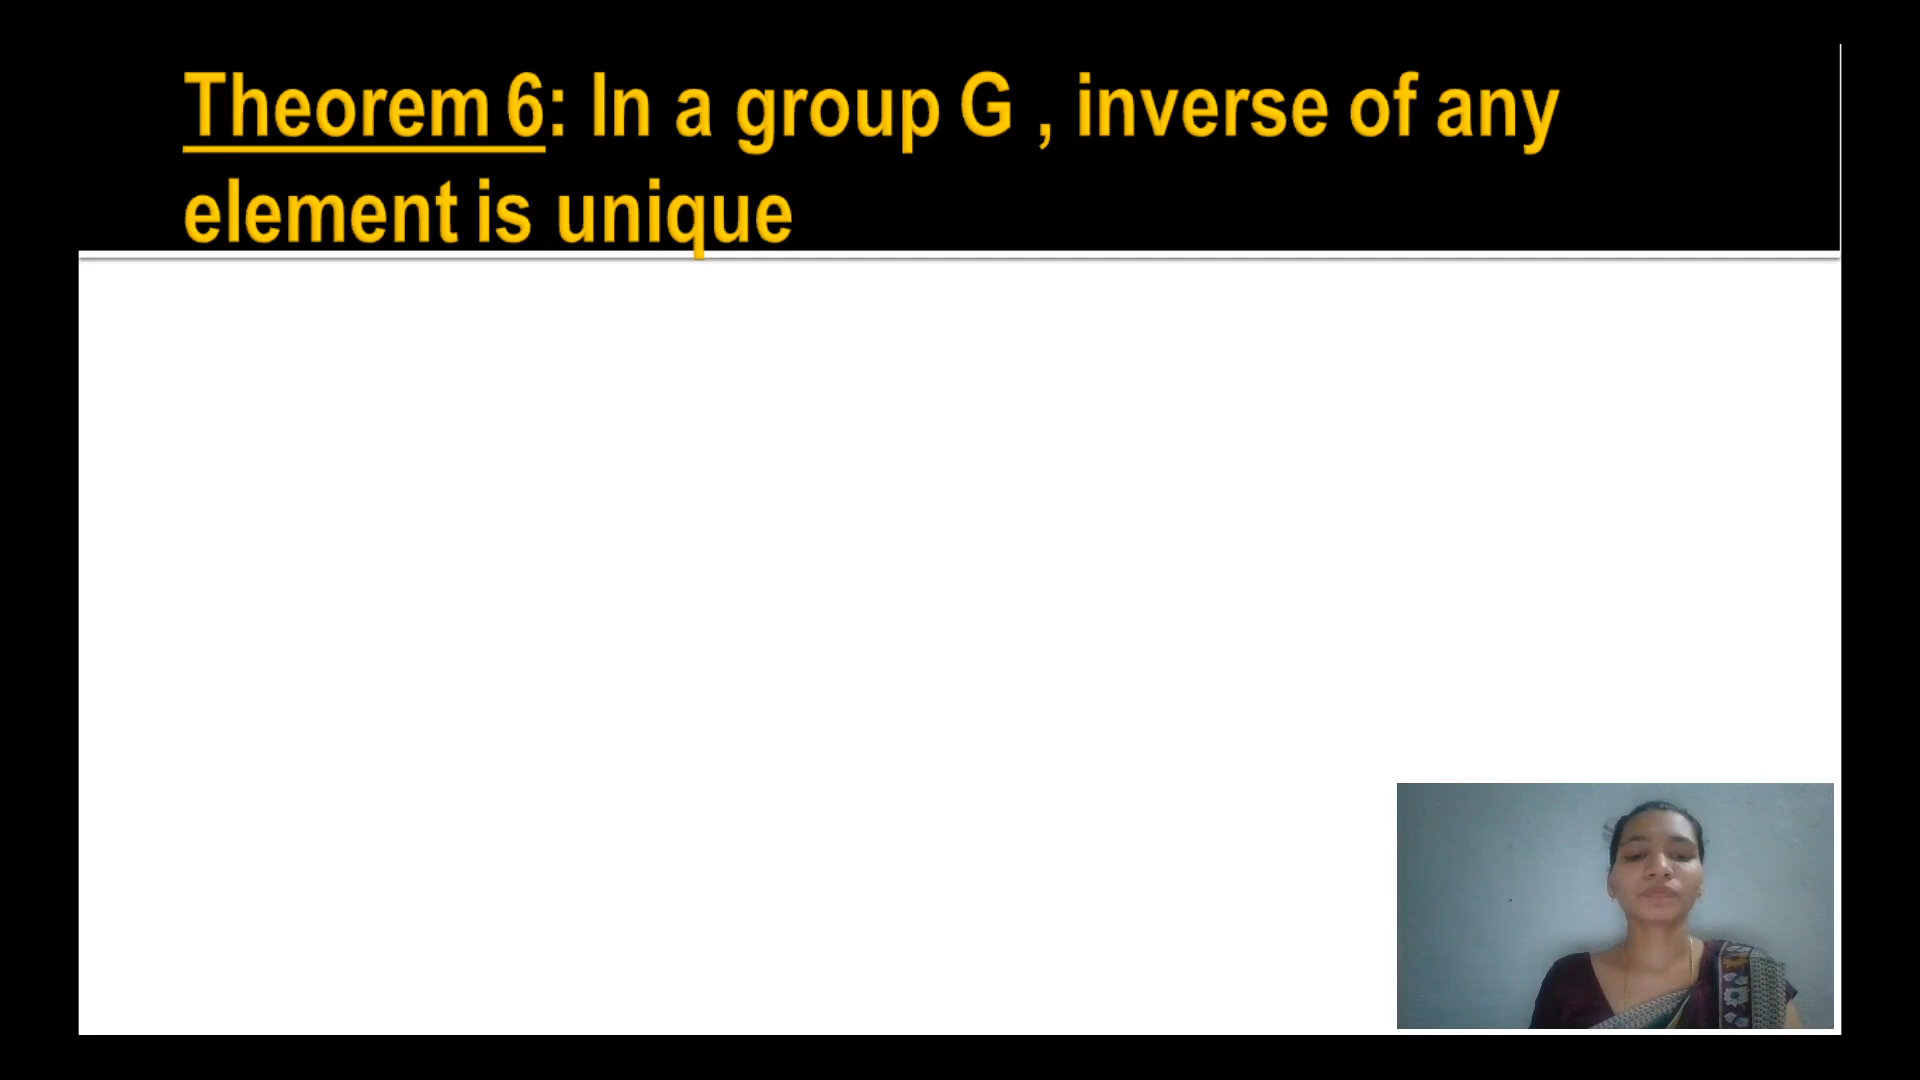 Theorem 6: In a group G , inverse of any
element is unique